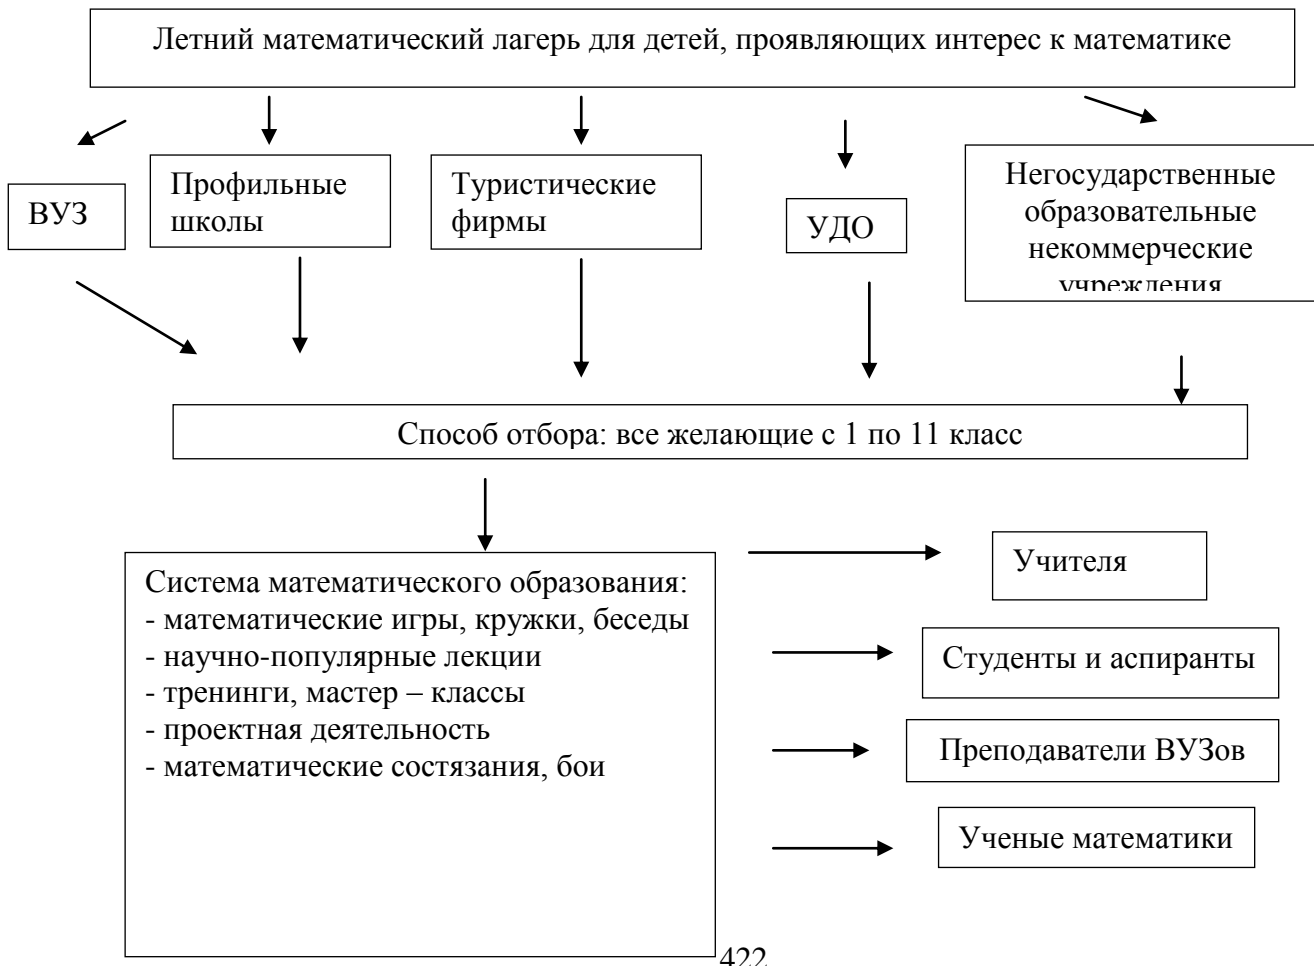 Летний математический лагерь для детей, проявляющих интерес к математике
ВУЗ
Профильные
школы
Туристические
фирмы
УДО
Негосударственные
образовательные
некоммерческие
учреждения
Способ отбора: все желающие с 1 по 11 класс
Система математического образования:
- математические игры, кружки, беседы
- научно-популярные лекции
- тренинги, мастер – классы
- проектная деятельность
- математические состязания, бои
Учителя
Студенты и аспиранты
Преподаватели ВУЗов
Ученые математики
422